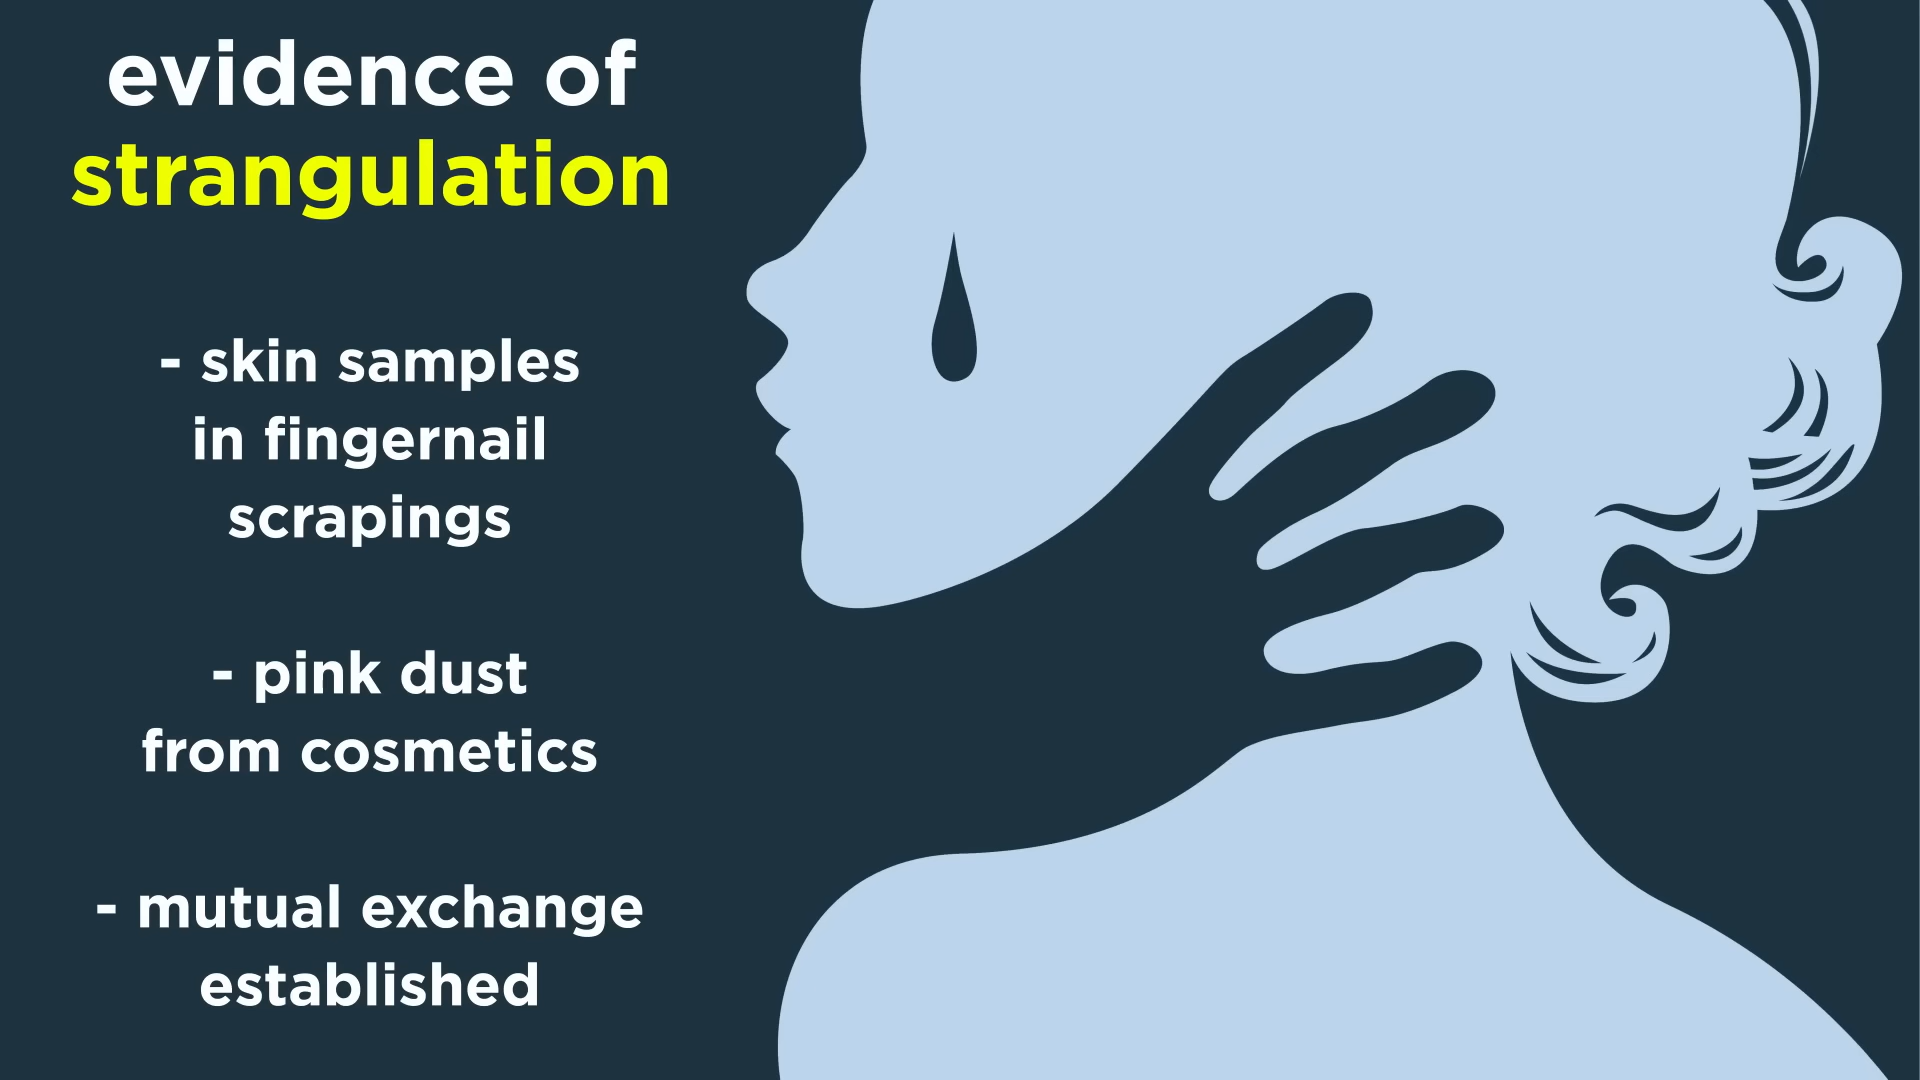 evidence of
strangulation
- skin samples
in fingernail
scrapings
- pink dust
from cosmetics
- mutual exchange
established